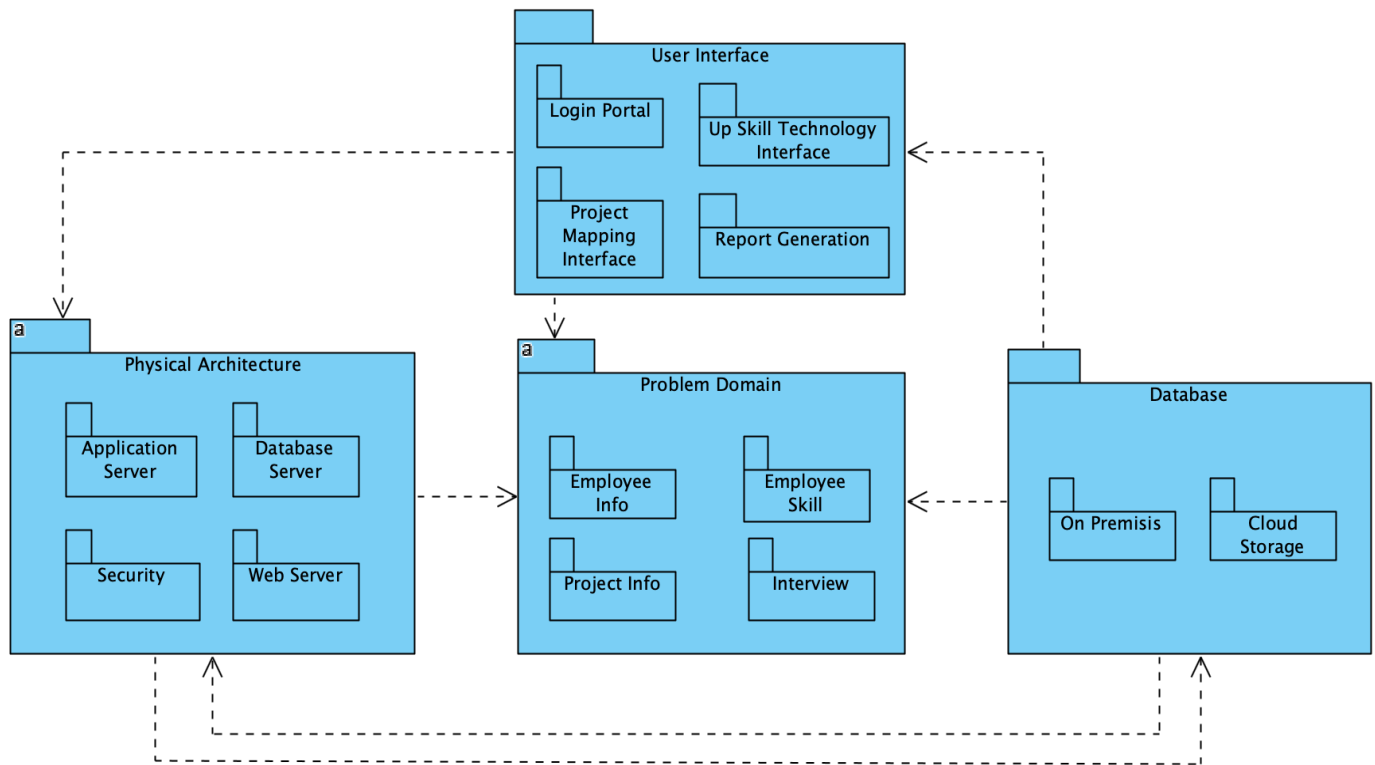 User Interface
Login Portal
Up Skill Technology
Interface
Project
Mapping
Interface
Report Generation
a
Physical Architecture
Application
Server
Database
Server
Security
Web Server
a
Problem Domain
Employee
Info
Employee
Skill
Project Info
Interview
Database
On Premisis
Cloud
Storage